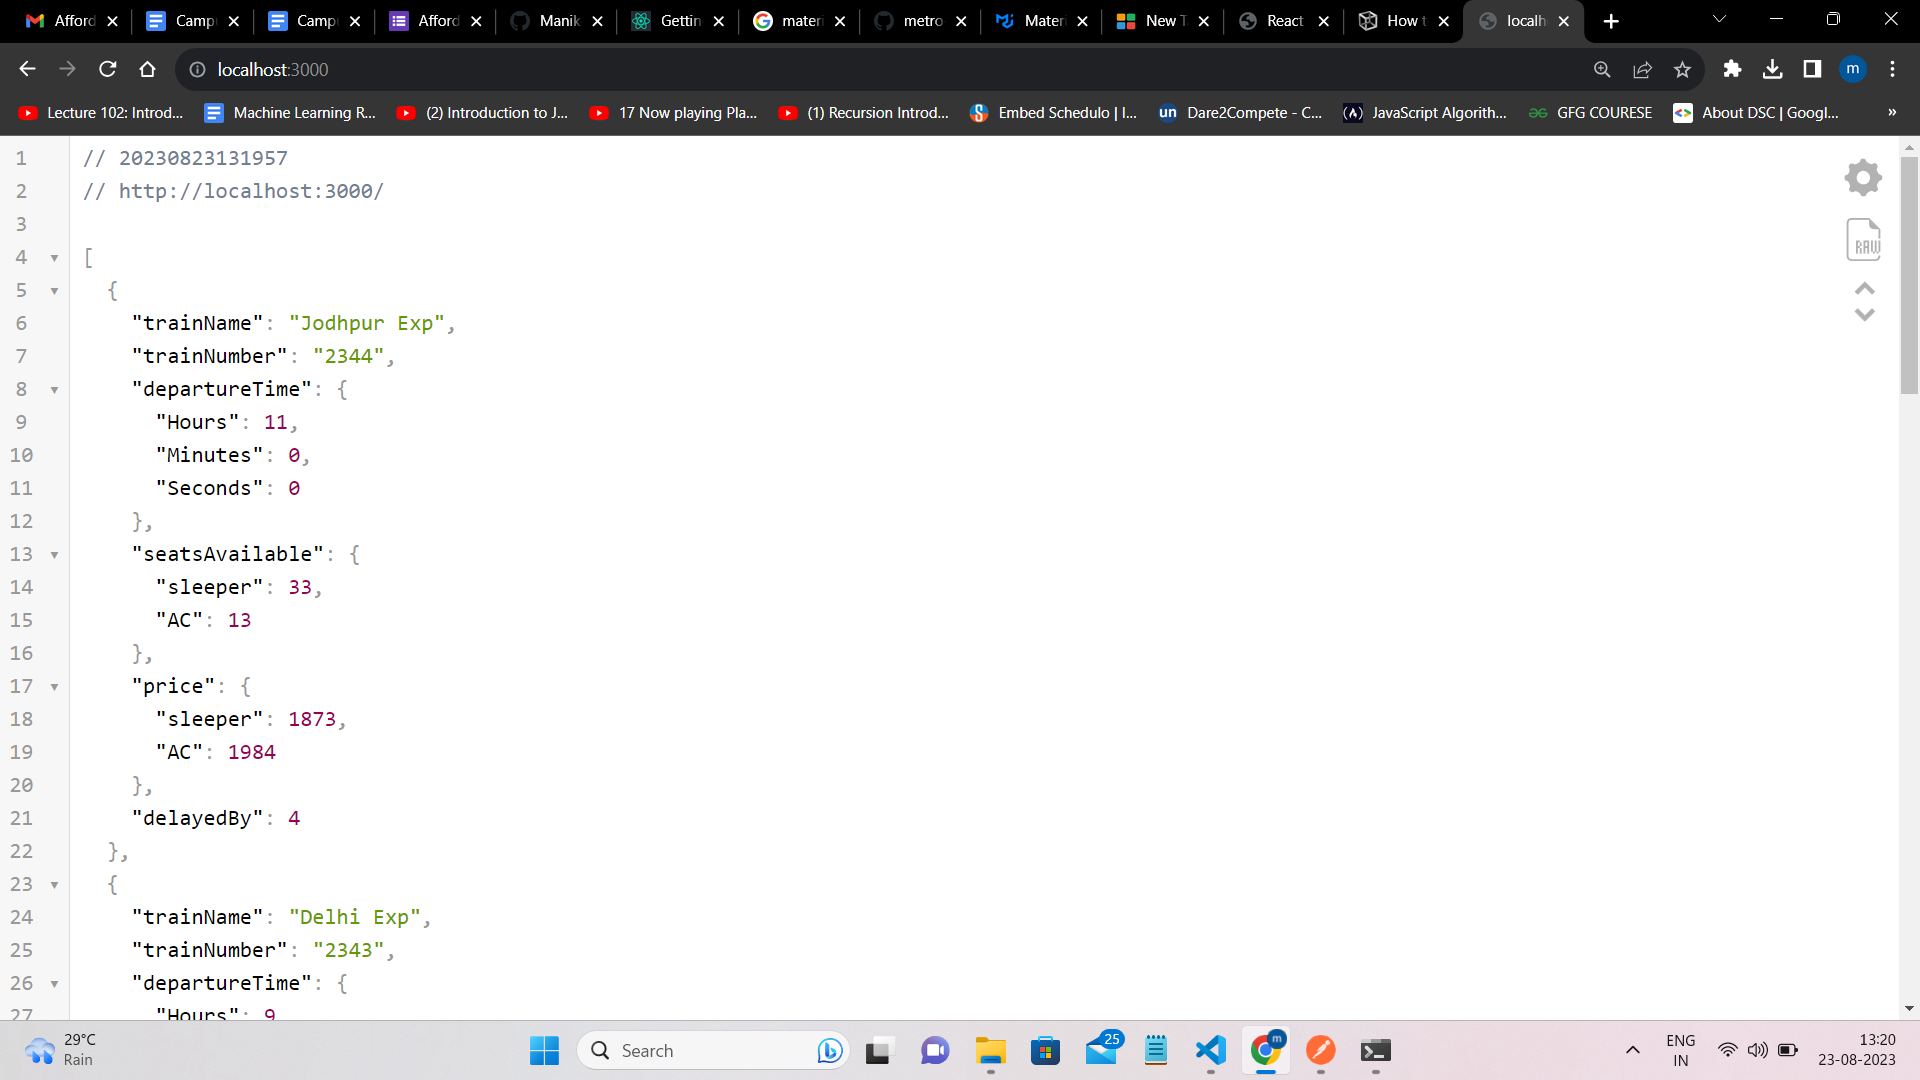 Afford
Camp
Camp
Afford
Manik
Gettin
materi
metro
Materi
New T
React
How t
localh
localhost:3000
m
Lecture 102: Introd...
Machine Learning R...
(2) Introduction to J...
17 Now playing Pla...
(1) Recursion Introd...
Embed Schedulo | I...
un
Dare2Compete - C...
(A)
JavaScript Algorith...
GFG COURESE
About DSC | Googl...
»
1 // 20230823131957
2 // http://localhost:3000/
3
4 [
5 {
6 "trainName": "Jodhpur Exp",
7 "trainNumber": "2344",
8 "departureTime": {
9 "Hours": 11,
10 "Minutes": 0,
11 "Seconds": 0
12 },
13 "seatsAvailable": {
14 "sleeper": 33,
15 "AC": 13
16 },
17 "price": {
18 "sleeper": 1873,
19 "AC": 1984
20 },
21 "delayedBy": 4
22 },
23 {
24 "trainName": "Delhi Exp",
25 "trainNumber": "2343",
26 "departureTime": {
27 "Hours": 9
RAW
29°C
Rain
Search
25
m
ENG
IN
13:20
23-08-2023